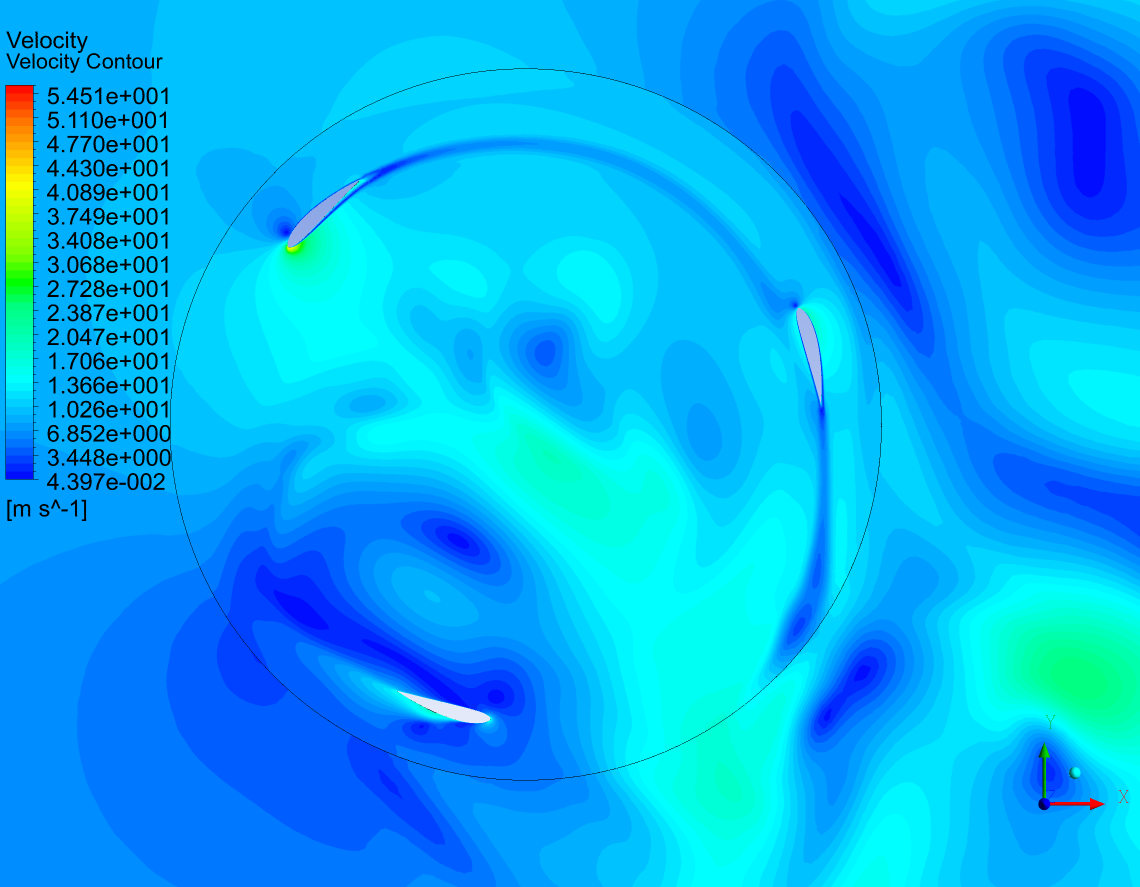 Velocity
Velocity Contour
5.451e+001
5.110e+001
4.770e+001
4.430e+001
4.089e+001
3.749e+001
3.408e+001
3.068e+001
2.728e+001
2.387e+001
2.047e+001
1.706e+001
1.366e+001
1.026e+001
6.852e+000
3.448e+000
4.397e-002
[m s^-1]
Y
Z
X